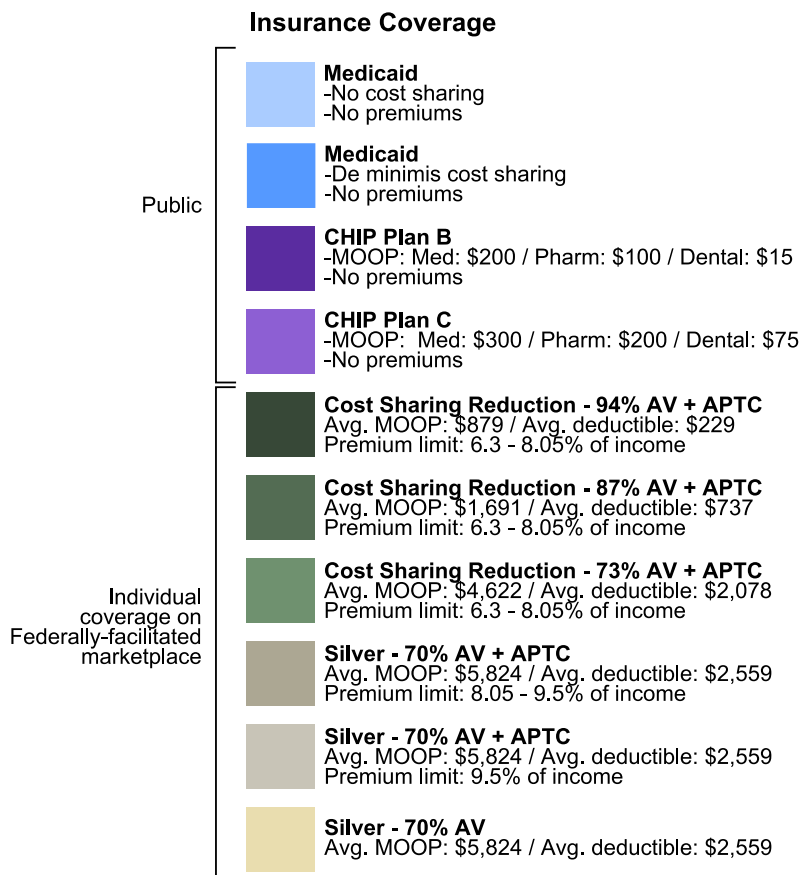 Insurance Coverage
Public
Medicaid
-No cost sharing
-No premiums
Medicaid
-De minimis cost sharing
-No premiums
CHIP Plan B
-MOOP: Med: $200 / Pharm: $100 / Dental: $15
-No premiums
CHIP Plan C
-MOOP:  Med: $300 / Pharm: $200 / Dental: $75
-No premiums
Individual
coverage on
Federally-facilitated
marketplace
Cost Sharing Reduction - 94% AV + APTC
Avg. MOOP: $879 / Avg. deductible: $229
Premium limit: 6.3 - 8.05% of income
Cost Sharing Reduction - 87% AV + APTC
Avg. MOOP: $1,691 / Avg. deductible: $737
Premium limit: 6.3 - 8.05% of income
Cost Sharing Reduction - 73% AV + APTC
Avg. MOOP: $4,622 / Avg. deductible: $2,078
Premium limit: 6.3 - 8.05% of income
Silver - 70% AV + APTC
Avg. MOOP: $5,824 / Avg. deductible: $2,559
Premium limit: 8.05 - 9.5% of income
Silver - 70% AV + APTC
Avg. MOOP: $5,824 / Avg. deductible: $2,559
Premium limit: 9.5% of income
Silver - 70% AV
Avg. MOOP: $5,824 / Avg. deductible: $2,559